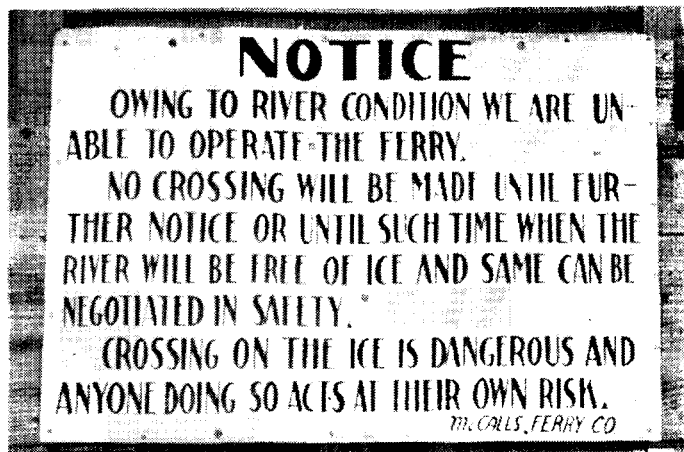 NOTICE
OWING TO RIVER CONDITION WE ARE UN-
ABLE TO OPERATE THE FERRY.
NO CROSSING WILL BE MADE UNTIL FUR-
THER NOTICE OR UNTIL SUCH TIME WHEN THE
RIVER WILL BE FREE OF ICE AND SAME CAN BE
NEGOTIATED IN SAFETY.
CROSSING ON THE ICE IS DANGEROUS AND
ANYONE DOING SO ACTS AT THEIR OWN RISK.
McCALLS FERRY CO